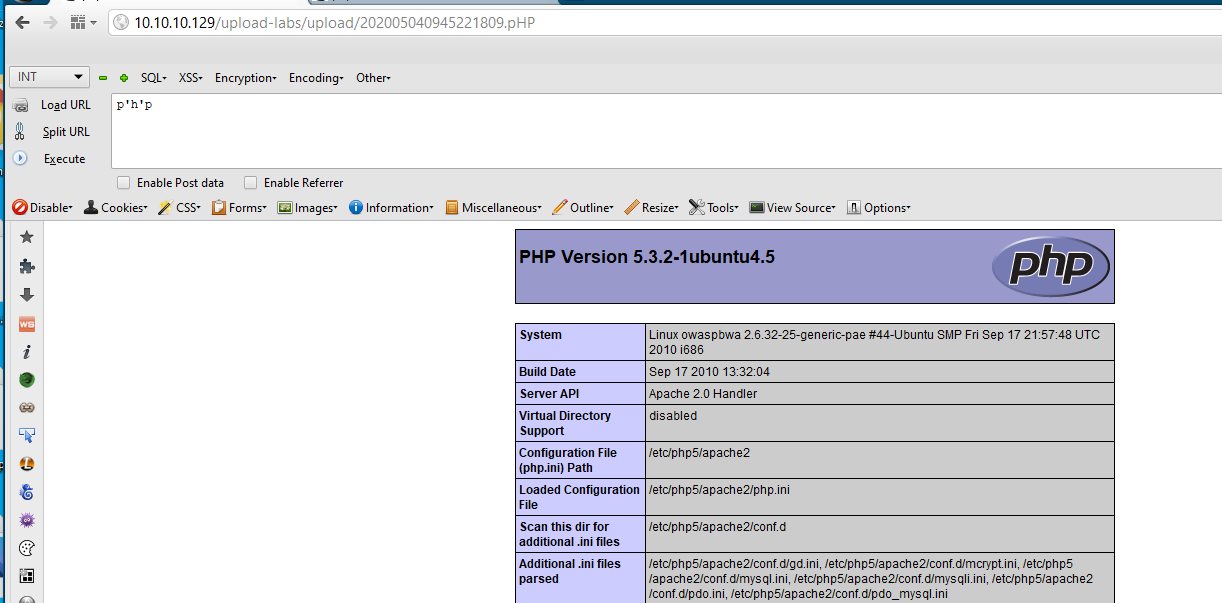 10.10.10.129/upload-labs/upload/202005040945221809.pHP
INT SQL XSS Encryption Encoding Other
Load URL
p'h'p
Split URL
Execute
Enable Post data Enable Referrer
Disable Cookies CSS Forms Images Information Miscellaneous Outline Resize Tools View Source Options
PHP Version 5.3.2-1ubuntu4.5
php
System Linux owaspbwa 2.6.32-25-generic-pae #44-Ubuntu SMP Fri Sep 17 21:57:48 UTC
2010 i686
Build Date Sep 17 2010 13:32:04
Server API Apache 2.0 Handler
Virtual Directory disabled
Support
Configuration File /etc/php5/apache2
(php.ini) Path
Loaded Configuration /etc/php5/apache2/php.ini
File
Scan this dir for /etc/php5/apache2/conf.d
additional .ini files
Additional .ini files /etc/php5/apache2/conf.d/gd.ini, /etc/php5/apache2/conf.d/mcrypt.ini, /etc/php5
parsed /apache2/conf.d/mysql.ini, /etc/php5/apache2/conf.d/mysqli.ini, /etc/php5/apache2
/conf.d/pdo.ini, /etc/php5/apache2/conf.d/pdo_mysql.ini
WS